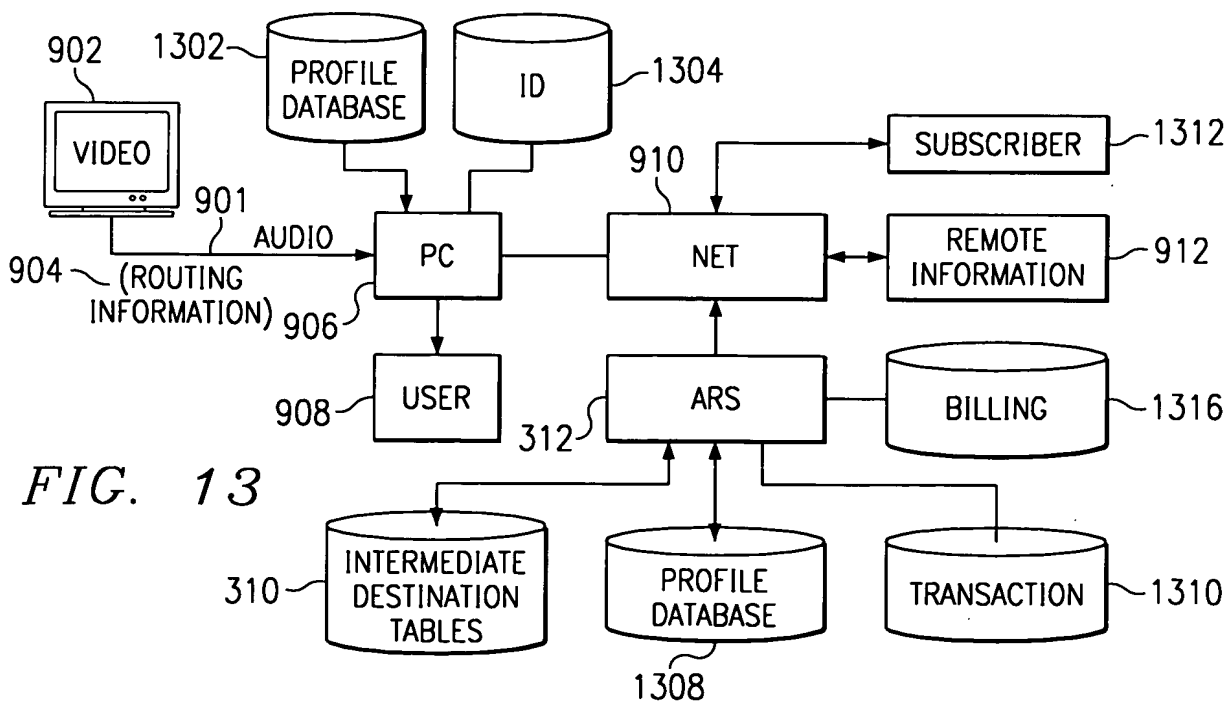 1302
1304
902
PROFILE
DATABASE
ID
VIDEO
SUBSCRIBER
1312
910
901
AUDIO
PC
NET
REMOTE
INFORMATION
912
904
(ROUTING
INFORMATION)
906
USER
908
ARS
312
BILLING
1316
FIG. 13
INTERMEDIATE
DESTINATION
TABLES
310
PROFILE
DATABASE
1308
TRANSACTION
1310